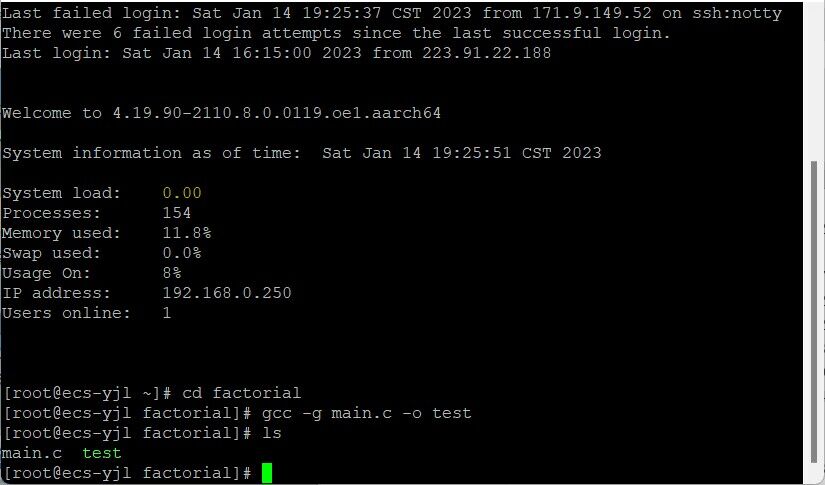 Last failed login: Sat Jan 14 19:25:37 CST 2023 from 171.9.149.52 on ssh:notty
There were 6 failed login attempts since the last successful login.
Last login: Sat Jan 14 16:15:00 2023 from 223.91.22.188
Welcome to 4.19.90-2110.8.0.0119.oe1.aarch64
System information as of time:  Sat Jan 14 19:25:51 CST 2023
System load:    0.00
Processes:      154
Memory used:    11.8%
Swap used:      0.0%
Usage On:       8%
IP address:     192.168.0.250
Users online:   1
[root@ecs-yjl ~]# cd factorial
[root@ecs-yjl factorial]# gcc -g main.c -o test
[root@ecs-yjl factorial]# ls
main.c  test
[root@ecs-yjl factorial]#